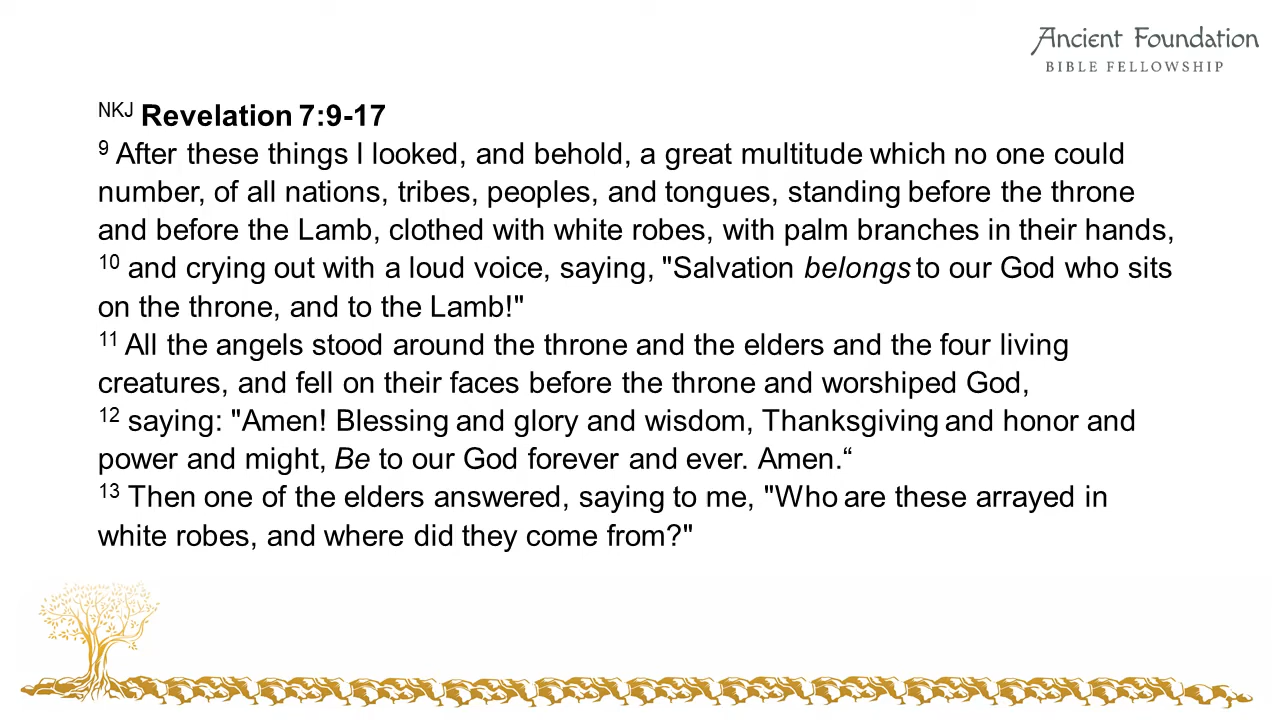 Ancient Foundation
BIBLE FELLOWSHIP
NKJ Revelation 7:9-17
9 After these things I looked, and behold, a great multitude which no one could
number, of all nations, tribes, peoples, and tongues, standing before the throne
and before the Lamb, clothed with white robes, with palm branches in their hands,
10 and crying out with a loud voice, saying, "Salvation belongs to our God who sits
on the throne, and to the Lamb!"
11 All the angels stood around the throne and the elders and the four living
creatures, and fell on their faces before the throne and worshiped God,
12 saying: "Amen! Blessing and glory and wisdom, Thanksgiving and honor and
power and might, Be to our God forever and ever. Amen.“
13 Then one of the elders answered, saying to me, "Who are these arrayed in
white robes, and where did they come from?"